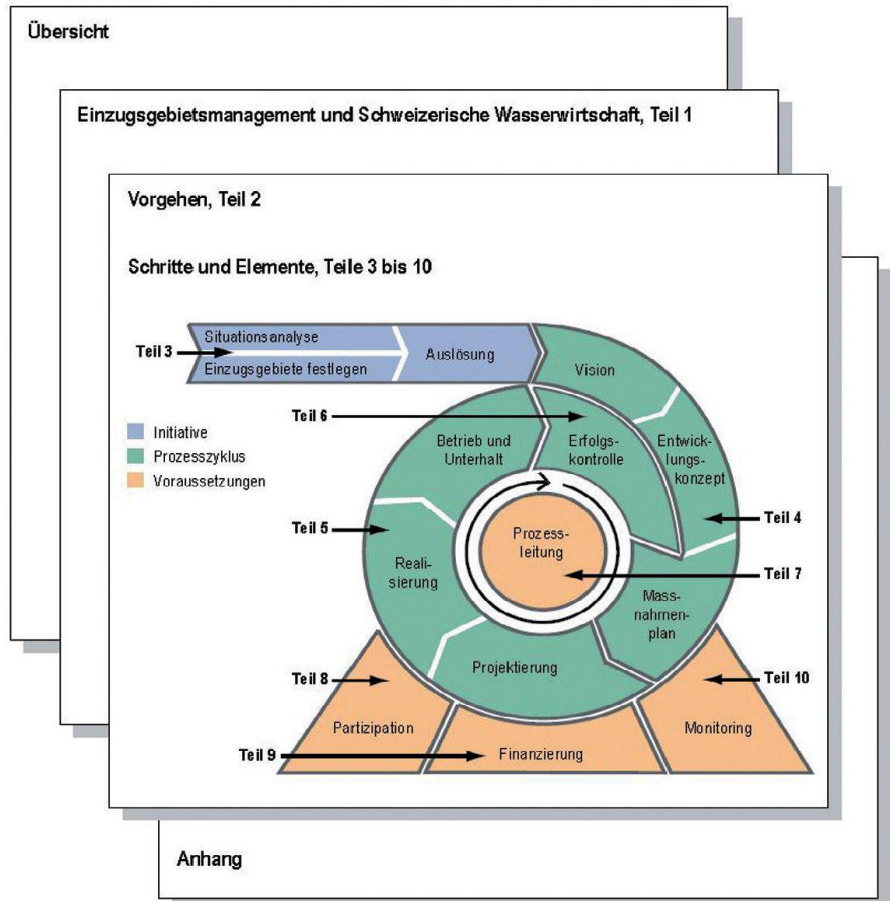 Übersicht
Einzugsgebietsmanagement und Schweizerische Wasserwirtschaft, Teil 1
Vorgehen, Teil 2
Schritte und Elemente, Teile 3 bis 10
Teil 3
Situationsanalyse
Einzugsgebiete festlegen
Auslösung
Vision
Teil 6
Initiative
Prozesszyklus
Voraussetzungen
Betrieb und
Unterhalt
Erfolgs-
kontrolle
Entwick-
lungs-
konzept
Teil 4
Teil 5
Prozess-
leitung
Teil 7
Reali-
sierung
Mass-
nahmen-
plan
Projektierung
Teil 8
Teil 10
Partizipation
Monitoring
Teil 9
Finanzierung
Anhang